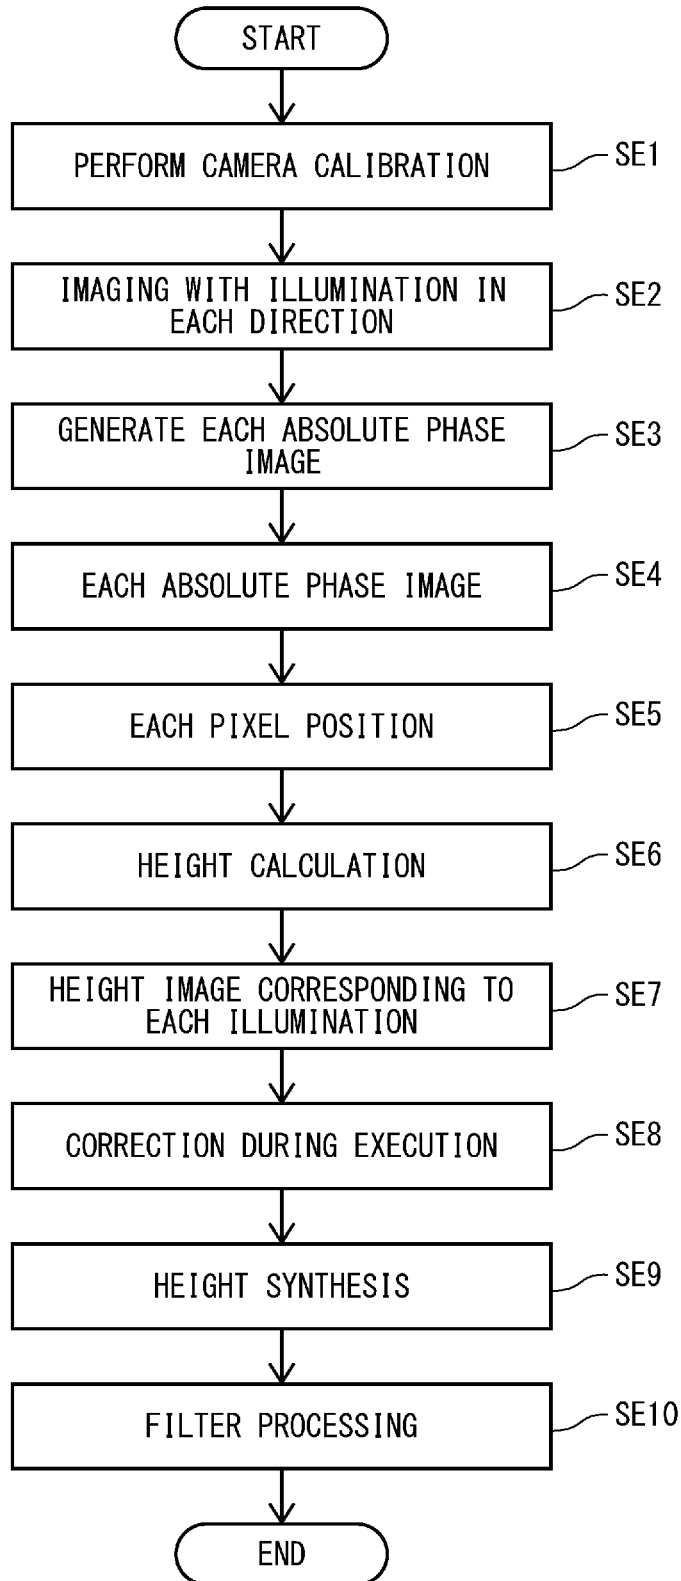 START
PERFORM CAMERA CALIBRATION
SE1
IMAGING WITH ILLUMINATION IN
EACH DIRECTION
SE2
GENERATE EACH ABSOLUTE PHASE
IMAGE
SE3
EACH ABSOLUTE PHASE IMAGE
SE4
EACH PIXEL POSITION
SE5
HEIGHT CALCULATION
SE6
HEIGHT IMAGE CORRESPONDING TO
EACH ILLUMINATION
SE7
CORRECTION DURING EXECUTION
SE8
HEIGHT SYNTHESIS
SE9
FILTER PROCESSING
SE10
END